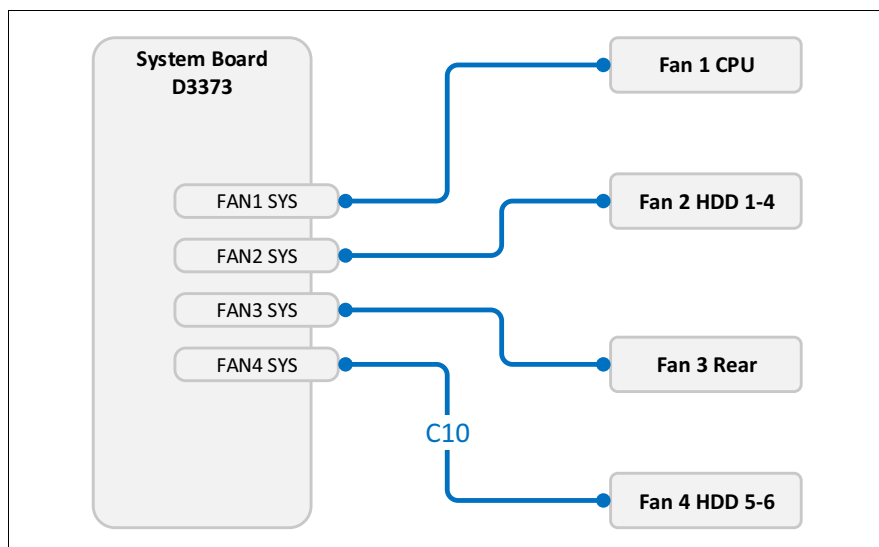 System Board
D3373
Fan 1 CPU
FAN1 SYS
Fan 2 HDD 1-4
FAN2 SYS
FAN3 SYS
Fan 3 Rear
FAN4 SYS
C10
Fan 4 HDD 5-6